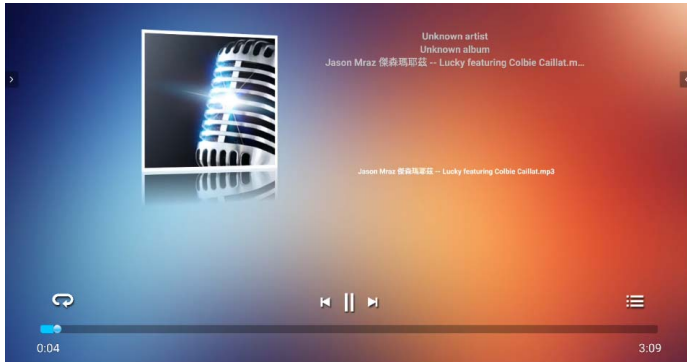 Unknown artist
Unknown album
Jason Mraz 傑森瑪耶茲 -- Lucky featuring Colbie Caillat.m...
Jason Mraz 傑森瑪耶茲 -- Lucky featuring Colbie Caillat.mp3
0:04
3:09